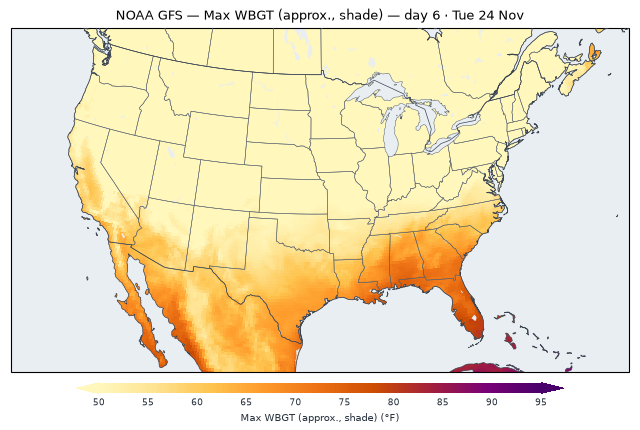 NOAA GFS — Max WBGT (approx., shade) — day 6 · Tue 24 Nov
50 55 60 65 70 75 80 85 90 95
Max WBGT (approx., shade) (°F)